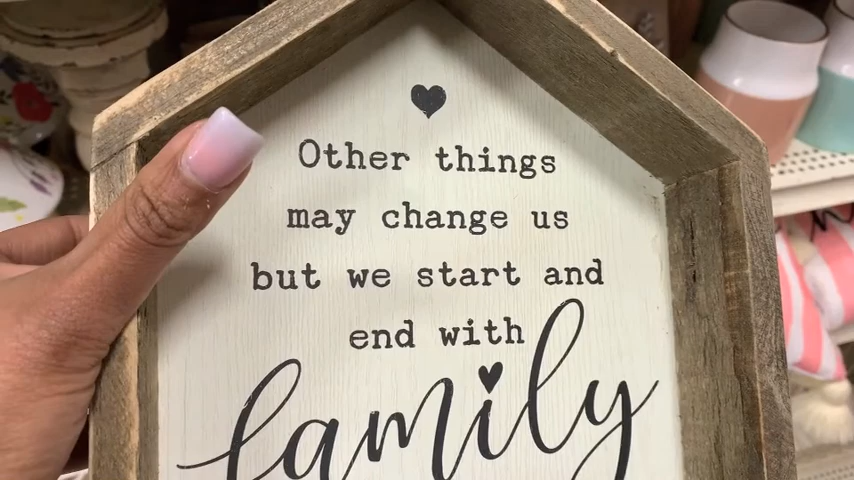 Other things
may change us
but we start and
end with
family